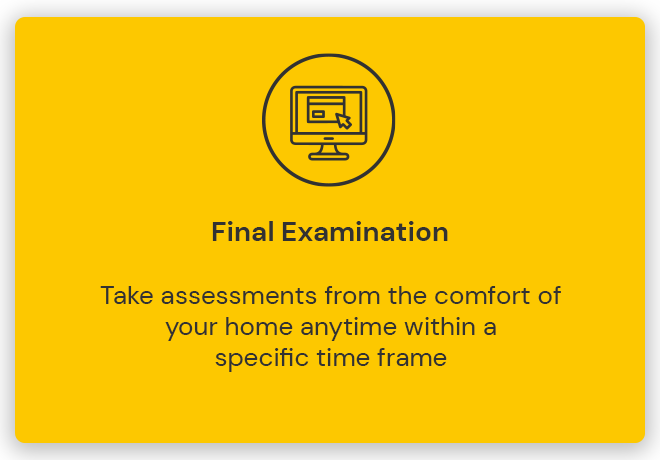 Final Examination
Take assessments from the comfort of
your home anytime within a
specific time frame